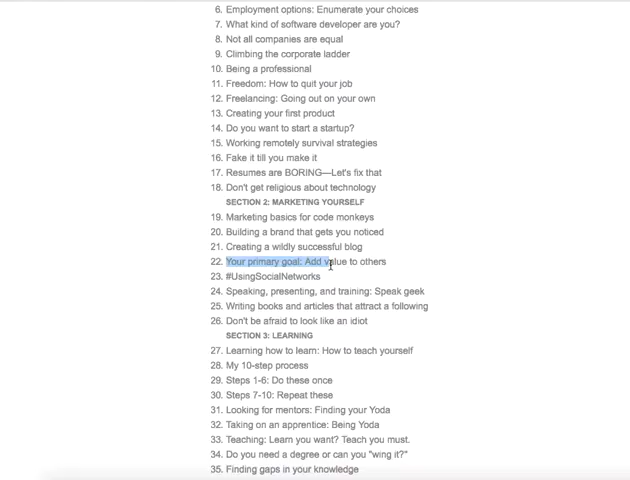 6. Employment options: Enumerate your choices
7. What kind of software developer are you?
8. Not all companies are equal
9. Climbing the corporate ladder
10. Being a professional
11. Freedom: How to quit your job
12. Freelancing: Going out on your own
13. Creating your first product
14. Do you want to start a startup?
15. Working remotely survival strategies
16. Fake it till you make it
17. Resumes are BORING—Let's fix that
18. Don't get religious about technology
SECTION 2: MARKETING YOURSELF
19. Marketing basics for code monkeys
20. Building a brand that gets you noticed
21. Creating a wildly successful blog
22. Your primary goal: Add value to others
23. #UsingSocialNetworks
24. Speaking, presenting, and training: Speak geek
25. Writing books and articles that attract a following
26. Don't be afraid to look like an idiot
SECTION 3: LEARNING
27. Learning how to learn: How to teach yourself
28. My 10-step process
29. Steps 1-6: Do these once
30. Steps 7-10: Repeat these
31. Looking for mentors: Finding your Yoda
32. Taking on an apprentice: Being Yoda
33. Teaching: Learn you want? Teach you must.
34. Do you need a degree or can you "wing it?"
35. Finding gaps in your knowledge